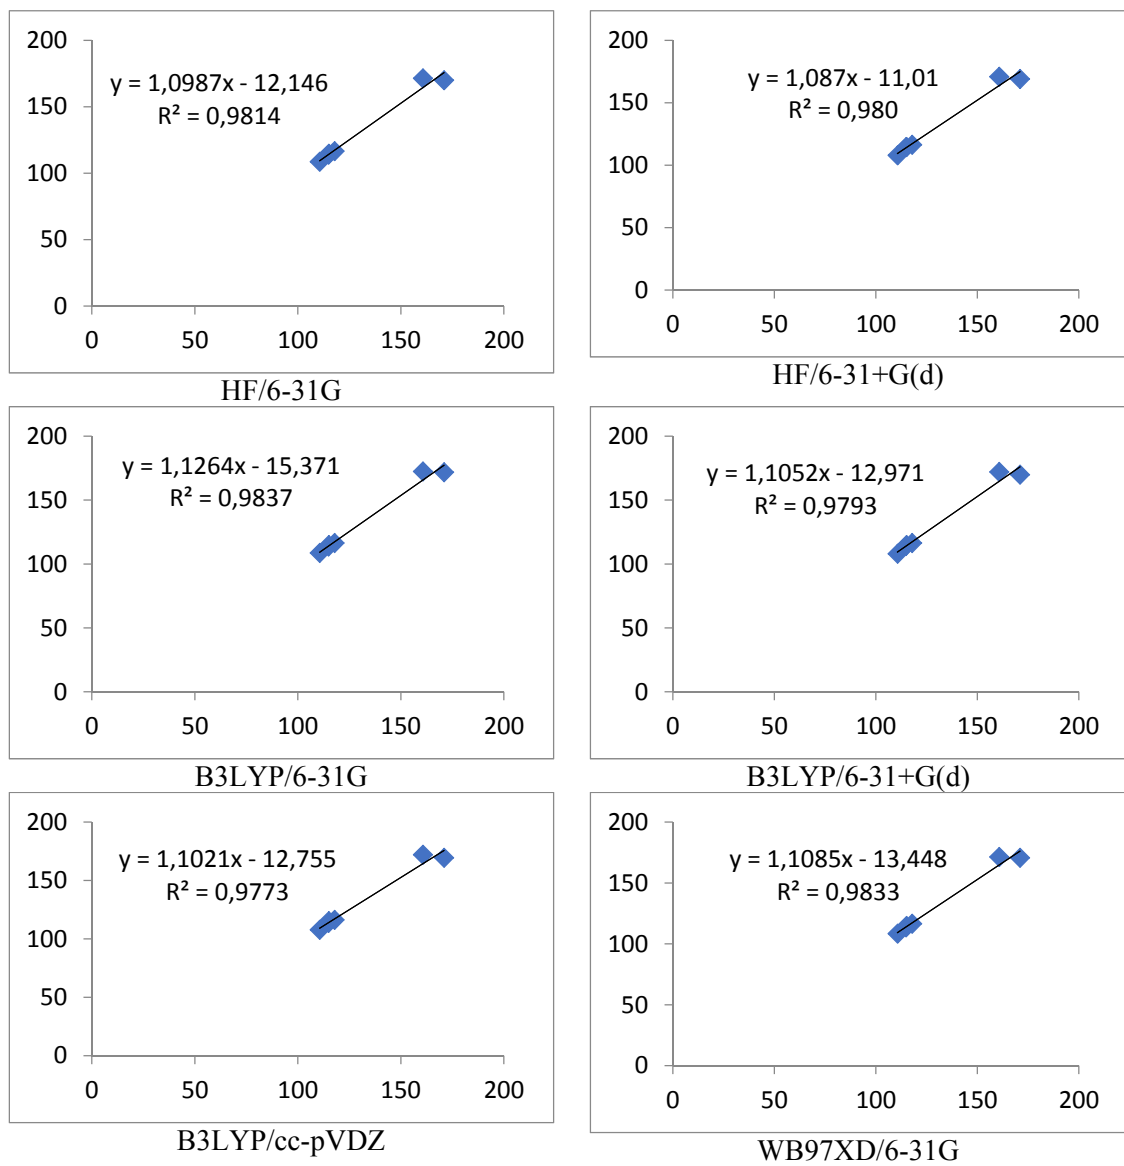 200
150
100
50
0
0 50 100 150 200
y = 1,0987x - 12,146
R² = 0,9814
HF/6-31G
200
150
100
50
0
0 50 100 150 200
y = 1,087x - 11,01
R² = 0,980
HF/6-31+G(d)
200
150
100
50
0
0 50 100 150 200
y = 1,1264x - 15,371
R² = 0,9837
B3LYP/6-31G
200
150
100
50
0
0 50 100 150 200
y = 1,1052x - 12,971
R² = 0,9793
B3LYP/6-31+G(d)
200
150
100
50
0
0 50 100 150 200
y = 1,1021x - 12,755
R² = 0,9773
B3LYP/cc-pVDZ
200
150
100
50
0
0 50 100 150 200
y = 1,1085x - 13,448
R² = 0,9833
WB97XD/6-31G